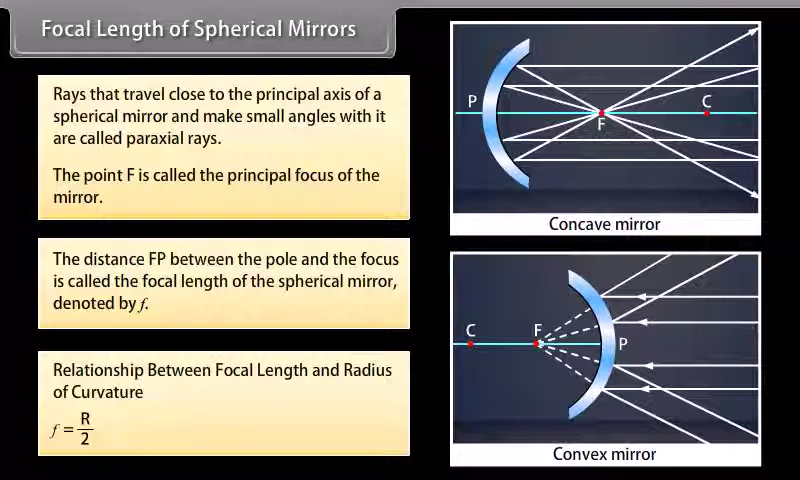 Focal Length of Spherical Mirrors
Rays that travel close to the principal axis of a
spherical mirror and make small angles with it
are called paraxial rays.
The point F is called the principal focus of the
mirror.
The distance FP between the pole and the focus
is called the focal length of the spherical mirror,
denoted by f.
Relationship Between Focal Length and Radius
of Curvature
f = R/2
P
F
C
Concave mirror
C
F
P
Convex mirror